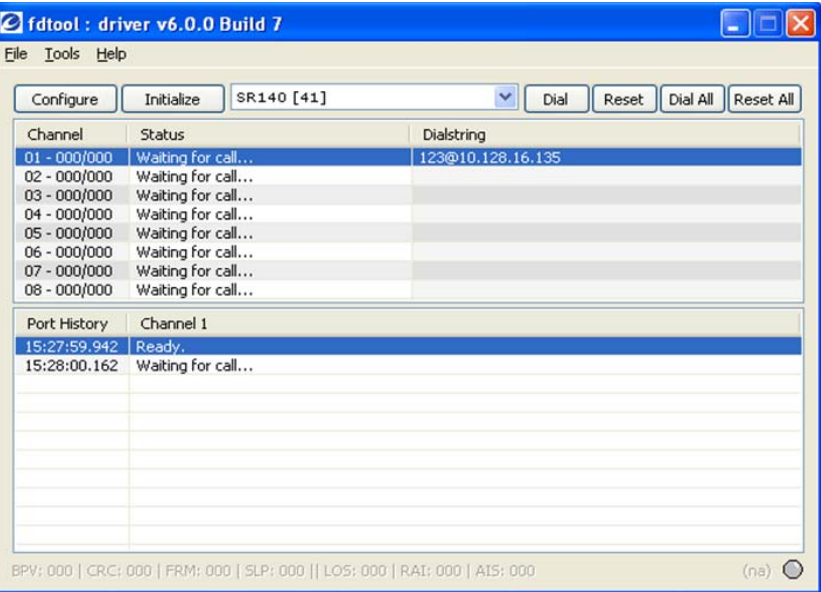 fdtool : driver v6.0.0 Build 7
File Tools Help
Configure Initialize SR140 [41] Dial Reset Dial All Reset All
Channel Status Dialstring
01 - 000/000 Waiting for call... 123@10.128.16.135
02 - 000/000 Waiting for call...
03 - 000/000 Waiting for call...
04 - 000/000 Waiting for call...
05 - 000/000 Waiting for call...
06 - 000/000 Waiting for call...
07 - 000/000 Waiting for call...
08 - 000/000 Waiting for call...
Port History Channel 1
15:27:59.942 Ready.
15:28:00.162 Waiting for call...
BPV: 000 | CRC: 000 | FRM: 000 | SLP: 000 || LOS: 000 | RAI: 000 | AIS: 000 (na)